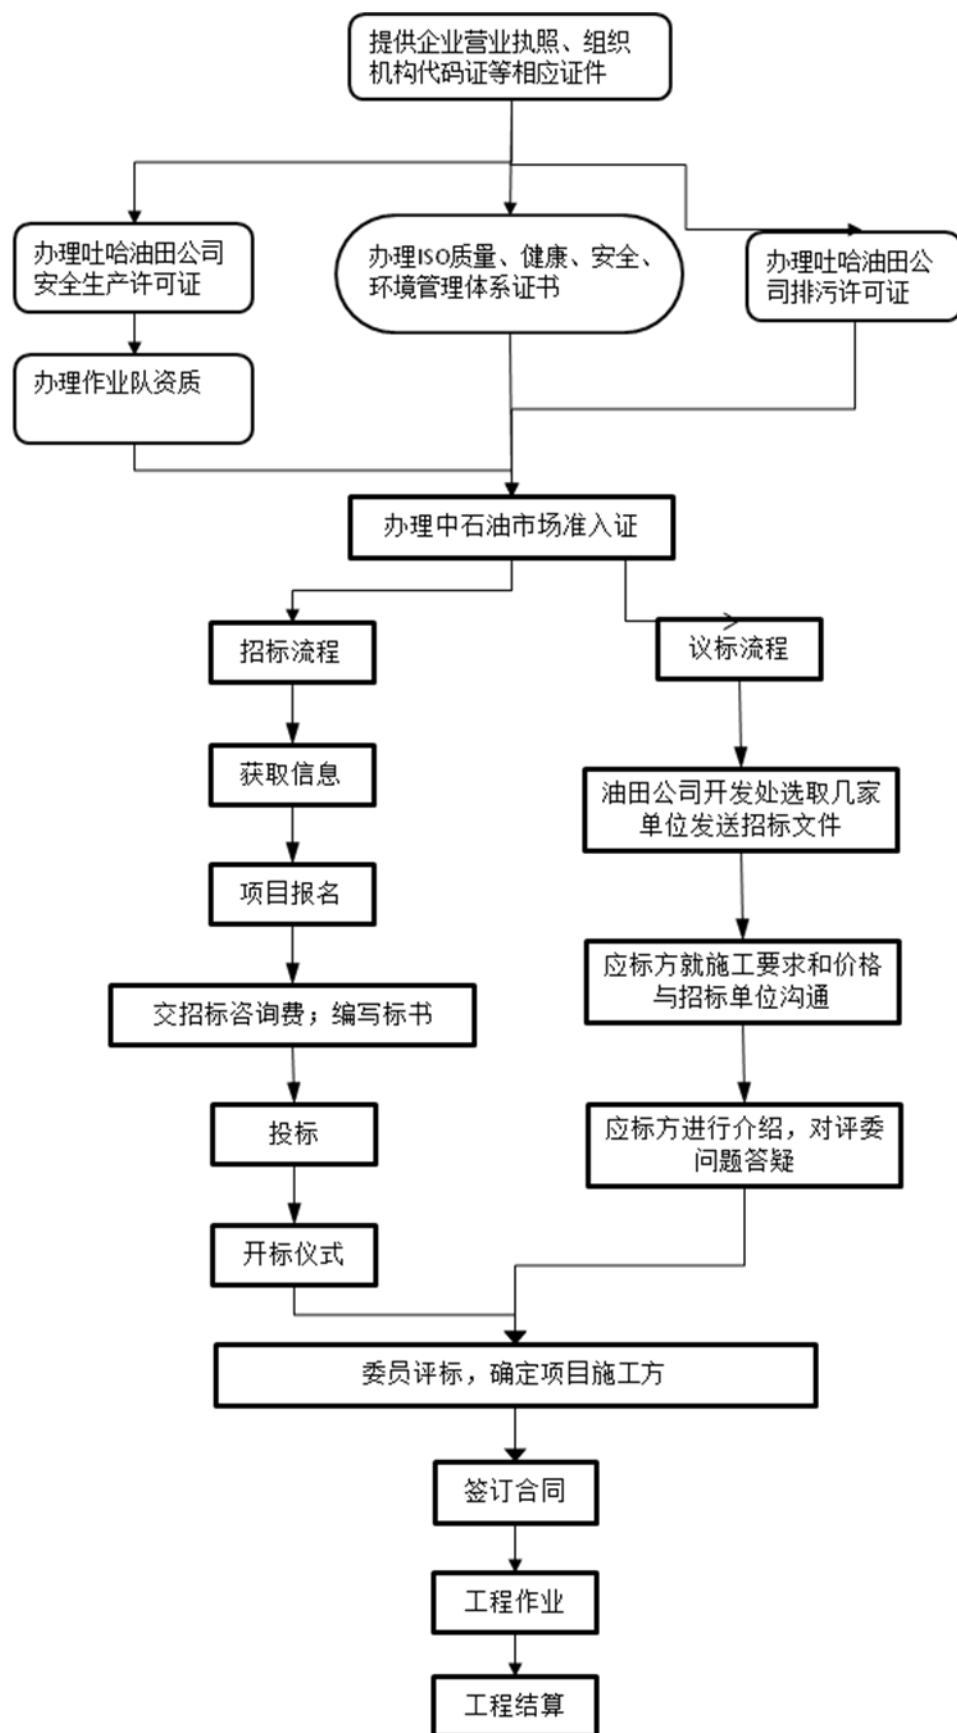 提供企业营业执照、组织
机构代码证等相应证件
办理吐哈油田公司
安全生产许可证
办理ISO质量、健康、安全、
环境管理体系证书
办理吐哈油田公
司排污许可证
办理作业队资质
办理中石油市场准入证
招标流程
议标流程
获取信息
油田公司开发处选取几家
单位发送招标文件
项目报名
应标方就施工要求和价格
与招标单位沟通
交招标咨询费；编写标书
投标
应标方进行介绍，对评委
问题答疑
开标仪式
委员评标，确定项目施工方
签订合同
工程作业
工程结算